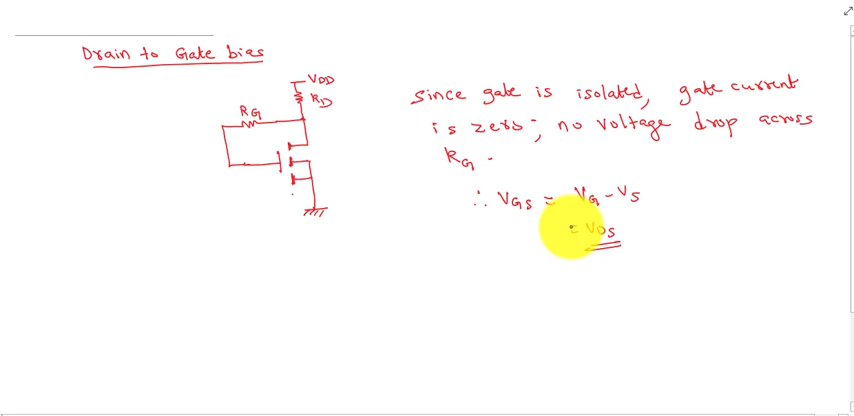 Drain to Gate bias
VDD
RD
RG
Since gate is isolated, gate current
is zero; no voltage drop across
RG.
∴ VGS = VG - VS
= VDS